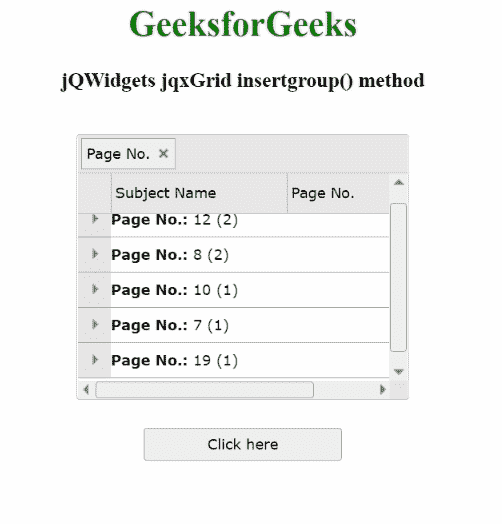 GeeksforGeeks
jQWidgets jqxGrid insertgroup() method
Page No.
Subject Name Page No.
Page No.: 12 (2)
Page No.: 8 (2)
Page No.: 10 (1)
Page No.: 7 (1)
Page No.: 19 (1)
Click here